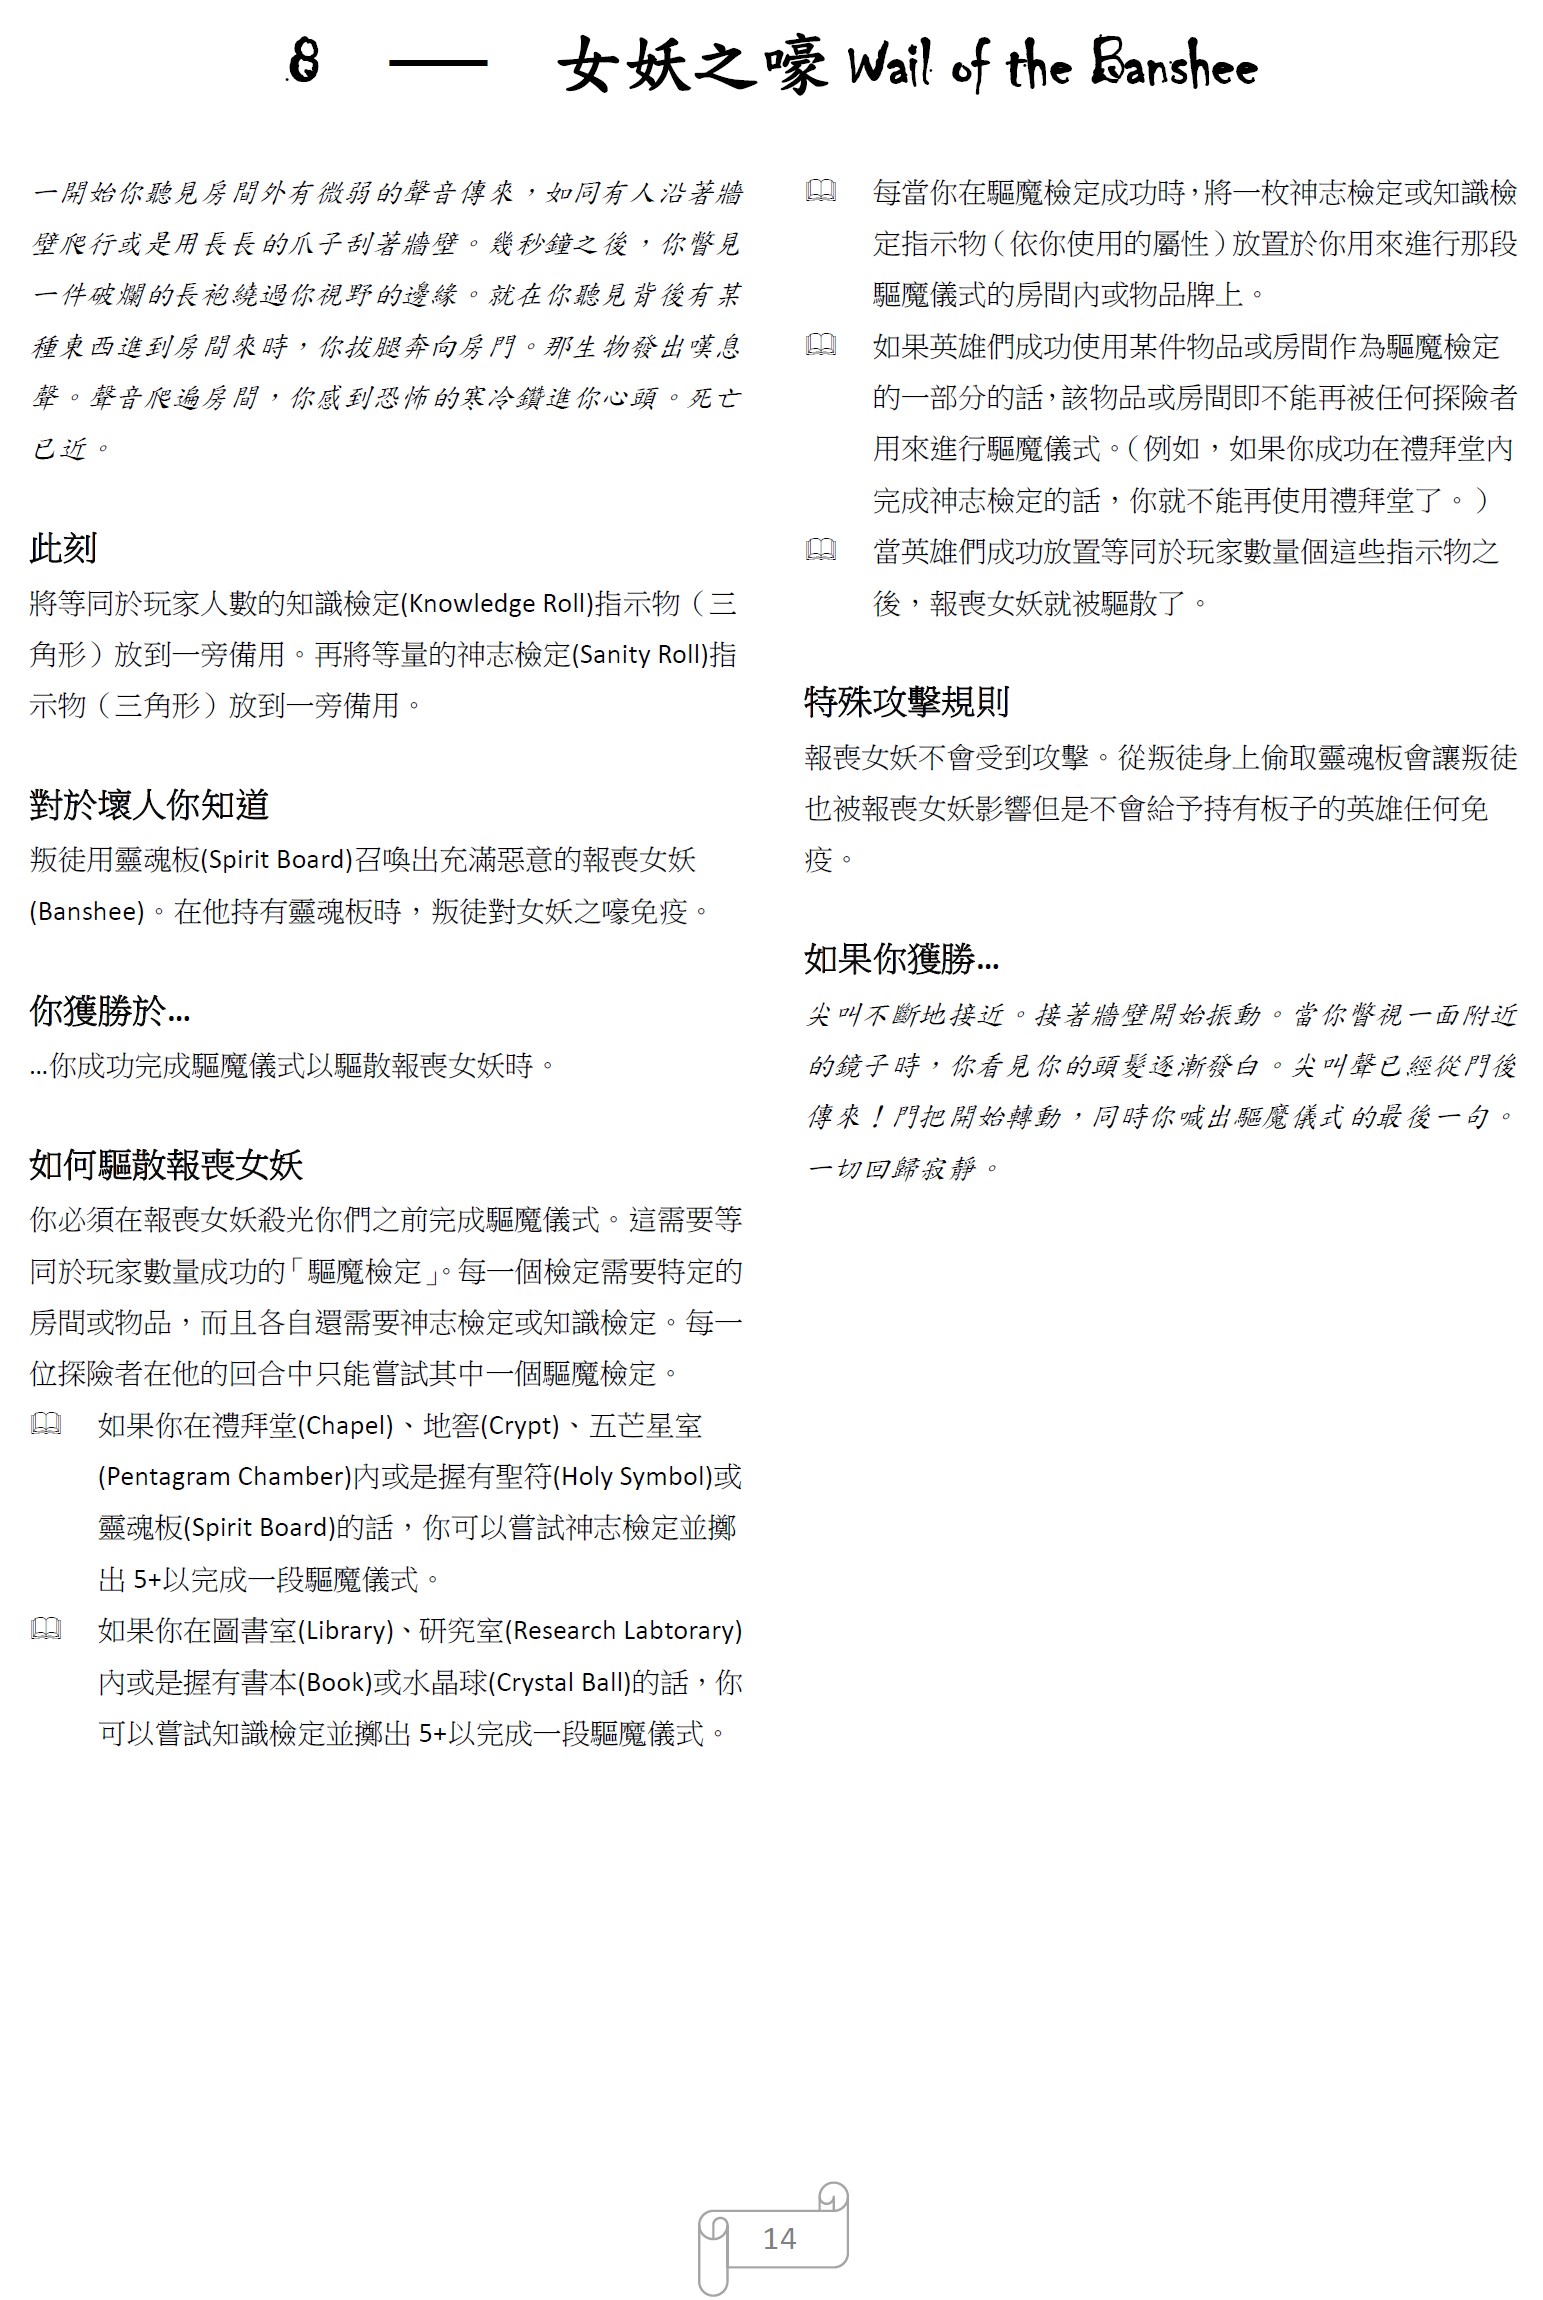 8 — 女妖之嚎 Wail of the Banshee
一開始你聽見房間外有微弱的聲音傳來，如同有人沿著牆
壁爬行或是用長長的爪子刮著牆壁。幾秒鐘之後，你瞥見
一件破爛的長袍繞過你視野的邊緣。就在你聽見背後有某
種東西進到房間來時，你拔腿奔向房門。那生物發出嘆息
聲。聲音爬遍房間，你感到恐怖的寒冷鑽進你心頭。死亡
已近。
此刻
將等同於玩家人數的知識檢定(Knowledge Roll)指示物（三
角形）放到一旁備用。再將等量的神志檢定(Sanity Roll)指
示物（三角形）放到一旁備用。
對於壞人你知道
叛徒用靈魂板(Spirit Board)召喚出充滿惡意的報喪女妖
(Banshee)。在他持有靈魂板時，叛徒對女妖之嚎免疫。
你獲勝於…
…你成功完成驅魔儀式以驅散報喪女妖時。
如何驅散報喪女妖
你必須在報喪女妖殺光你們之前完成驅魔儀式。這需要等
同於玩家數量成功的「驅魔檢定」。每一個檢定需要特定的
房間或物品，而且各自還需要神志檢定或知識檢定。每一
位探險者在他的回合中只能嘗試其中一個驅魔檢定。
如果你在禮拜堂(Chapel)、地窖(Crypt)、五芒星室
(Pentagram Chamber)內或是握有聖符(Holy Symbol)或
靈魂板(Spirit Board)的話，你可以嘗試神志檢定並擲
出 5+以完成一段驅魔儀式。
如果你在圖書室(Library)、研究室(Research Labtorary)
內或是握有書本(Book)或水晶球(Crystal Ball)的話，你
可以嘗試知識檢定並擲出 5+以完成一段驅魔儀式。
每當你在驅魔檢定成功時，將一枚神志檢定或知識檢
定指示物（依你使用的屬性）放置於你用來進行那段
驅魔儀式的房間內或物品牌上。
如果英雄們成功使用某件物品或房間作為驅魔檢定
的一部分的話，該物品或房間即不能再被任何探險者
用來進行驅魔儀式。（例如，如果你成功在禮拜堂內
完成神志檢定的話，你就不能再使用禮拜堂了。）
當英雄們成功放置等同於玩家數量個這些指示物之
後，報喪女妖就被驅散了。
特殊攻擊規則
報喪女妖不會受到攻擊。從叛徒身上偷取靈魂板會讓叛徒
也被報喪女妖影響但是不會給予持有板子的英雄任何免
疫。
如果你獲勝…
尖叫不斷地接近。接著牆壁開始振動。當你瞥視一面附近
的鏡子時，你看見你的頭髮逐漸發白。尖叫聲已經從門後
傳來！門把開始轉動，同時你喊出驅魔儀式的最後一句。
一切回歸寂靜。
14